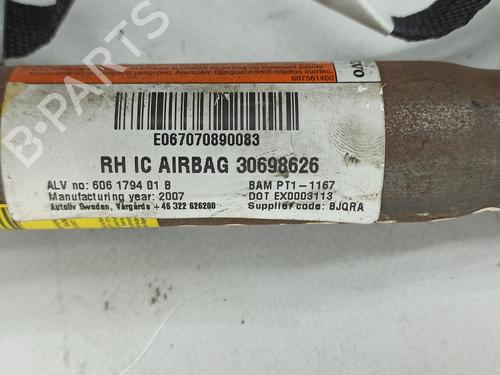 B-PARTS
607561400
E067070890083
RH IC AIRBAG 30698626
ALV no: 606 1794 01 B
BAM PT1-1167
Manufacturing year: 2007
DOT EX0003113
Autoliv Sweden, Vårgårda + 46 322 626200
Supplier code: BJQRA